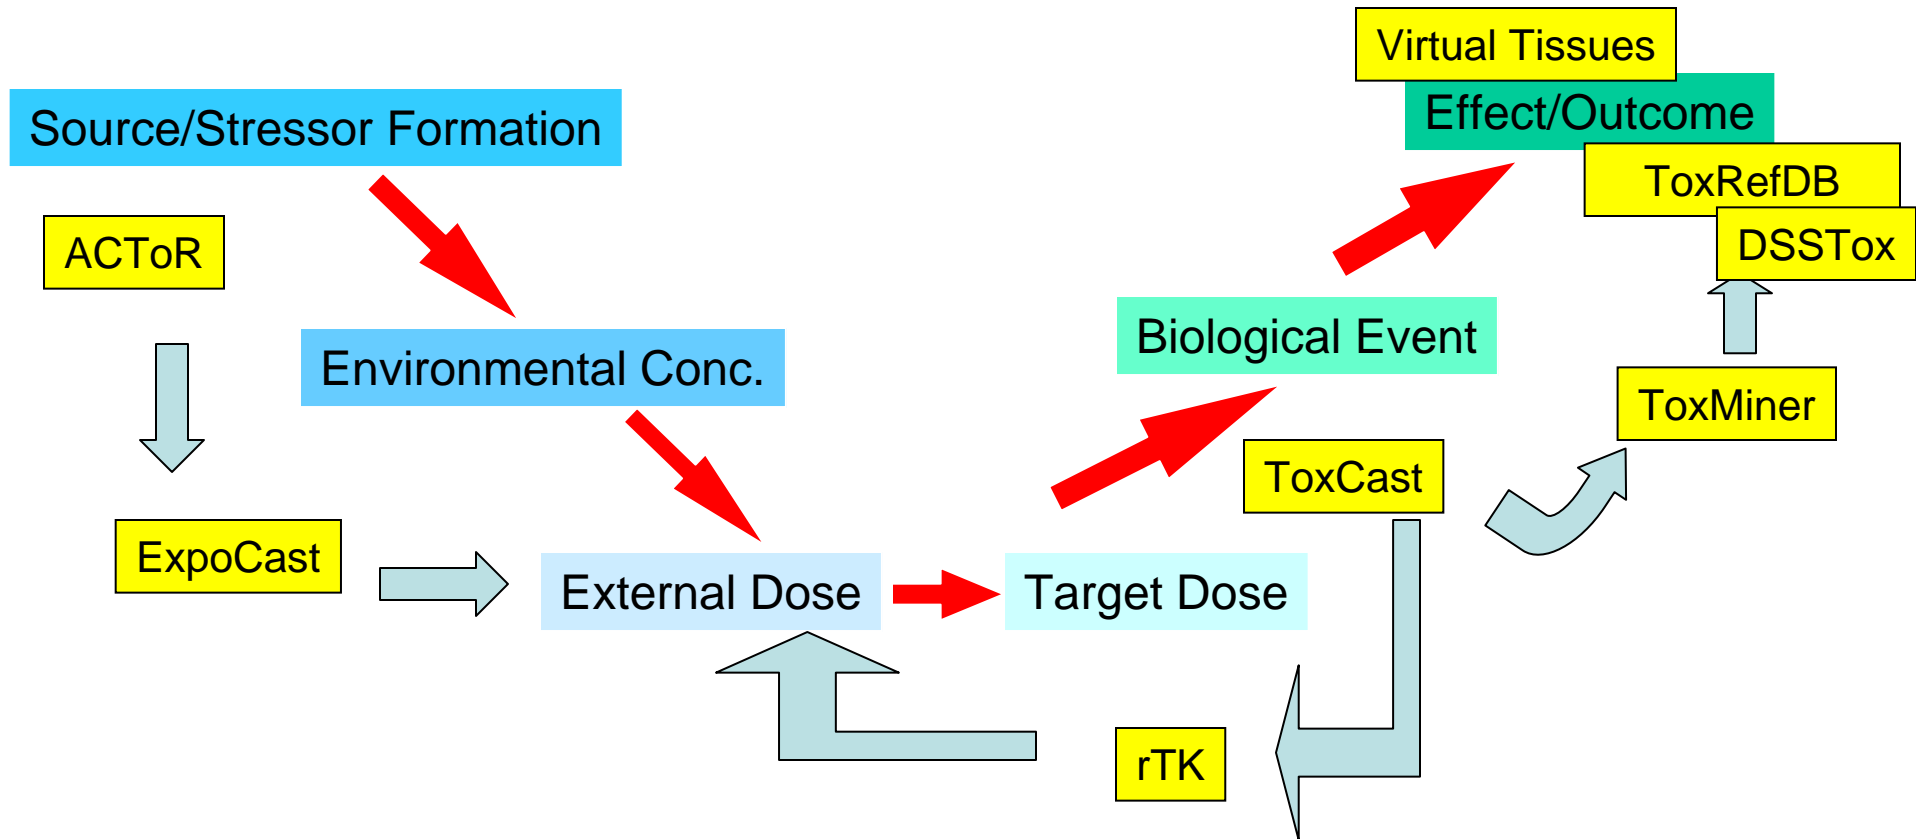 Virtual Tissues
Effect/Outcome
Source/Stressor Formation
ToxRefDB
ACToR
DSSTox
Biological Event
Environmental Conc.
ToxMiner
ToxCast
ExpoCast
External Dose
Target Dose
rTK